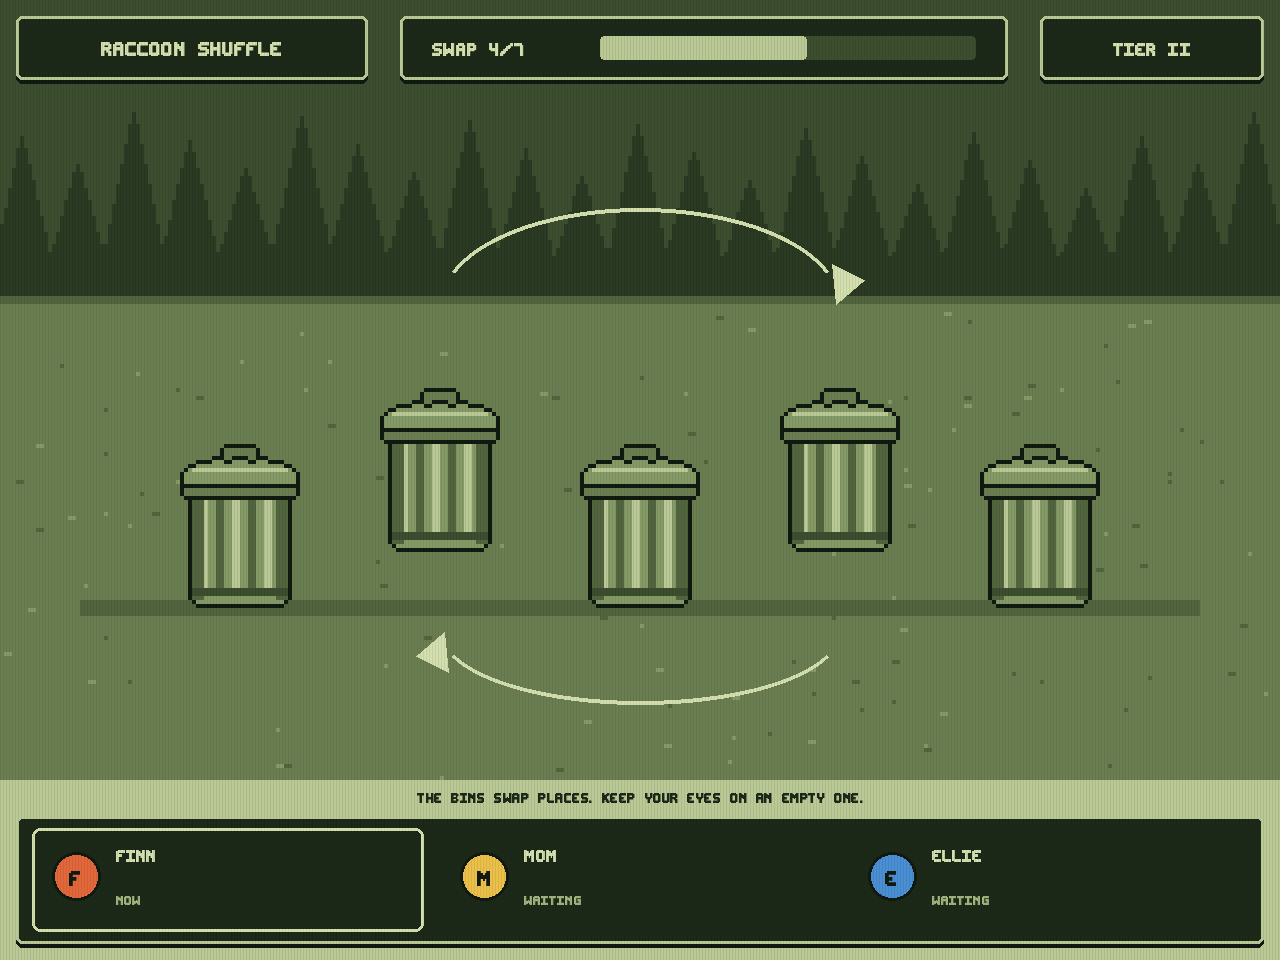 RACCOON SHUFFLE
SWAP 4/7
TIER II
THE BINS SWAP PLACES. KEEP YOUR EYES ON AN EMPTY ONE.
F
FINN
NOW
M
MOM
WAITING
E
ELLIE
WAITING